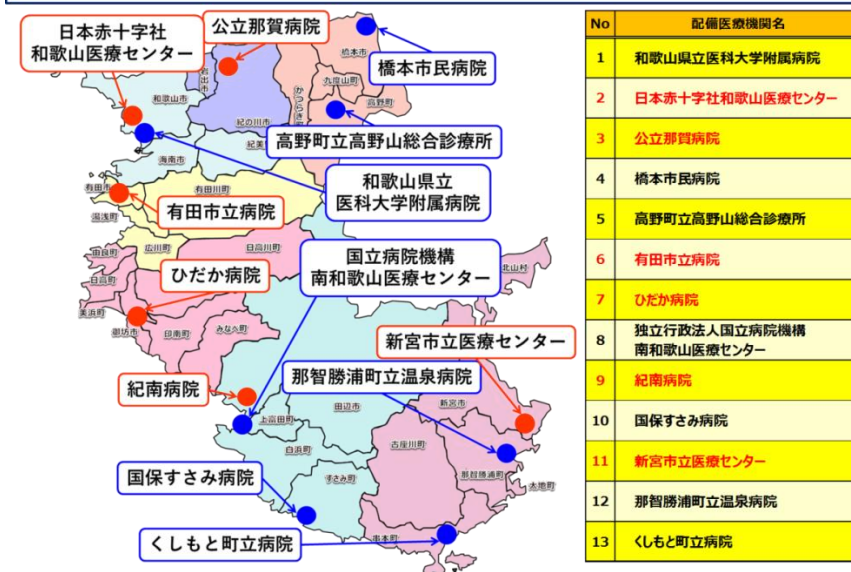 日本赤十字社
和歌山医療センター
公立那賀病院
橋本市民病院
高野町立高野山総合診療所
和歌山県立
医科大学附属病院
有田市立病院
国立病院機構
南和歌山医療センター
ひだか病院
新宮市立医療センター
那智勝浦町立温泉病院
紀南病院
国保すさみ病院
くしもと町立病院
橋本市
岩出市
九度山町
かつらぎ町
高野町
和歌山市
紀の川市
紀美
海南市
有田市
有田川町
湯浅町
広川町
由良町
日高川町
日高町
北山村
美浜町
御坊市
印南町
みなべ町
田辺市
新宮市
上富田町
白浜町
古座川町
那智勝浦町
太地町
すさみ町
串本町
No 配備医療機関名
1 和歌山県立医科大学附属病院
2 日本赤十字社和歌山医療センター
3 公立那賀病院
4 橋本市民病院
5 高野町立高野山総合診療所
6 有田市立病院
7 ひだか病院
8 独立行政法人国立病院機構
南和歌山医療センター
9 紀南病院
10 国保すさみ病院
11 新宮市立医療センター
12 那智勝浦町立温泉病院
13 くしもと町立病院